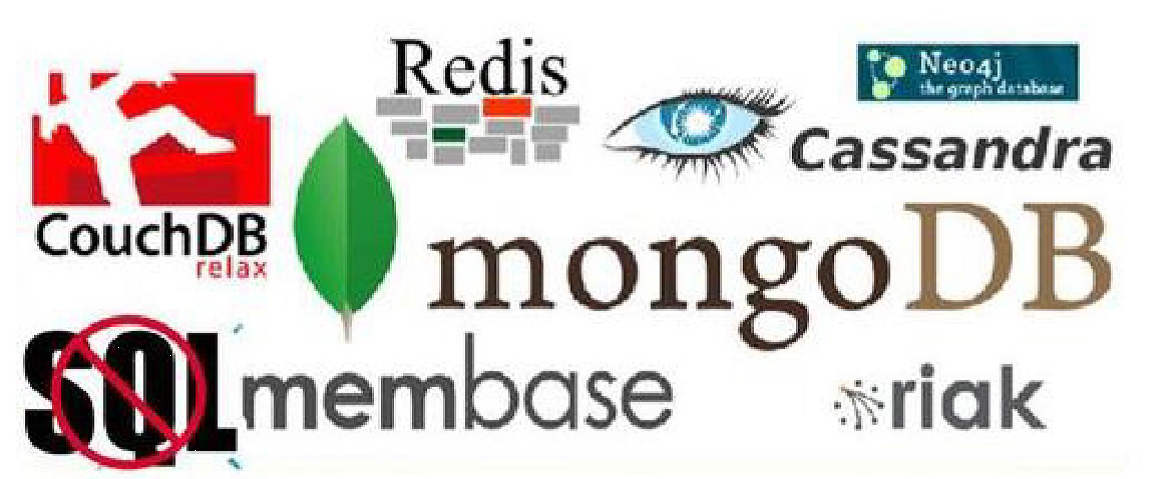 Redis
Neo4j
the graph database
Cassandra
CouchDB
relax
mongoDB
SQL
membase
riak